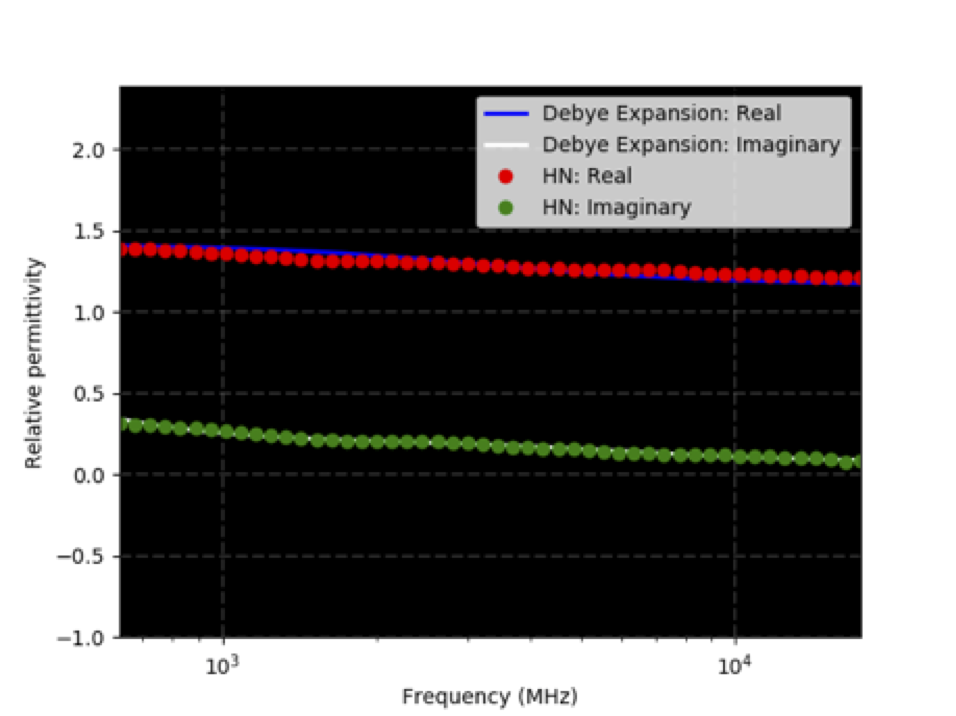 Debye Expansion: Real
Debye Expansion: Imaginary
HN: Real
HN: Imaginary
2.0
1.5
1.0
0.5
0.0
−0.5
−1.0
Relative permittivity
10³ 10⁴
Frequency (MHz)